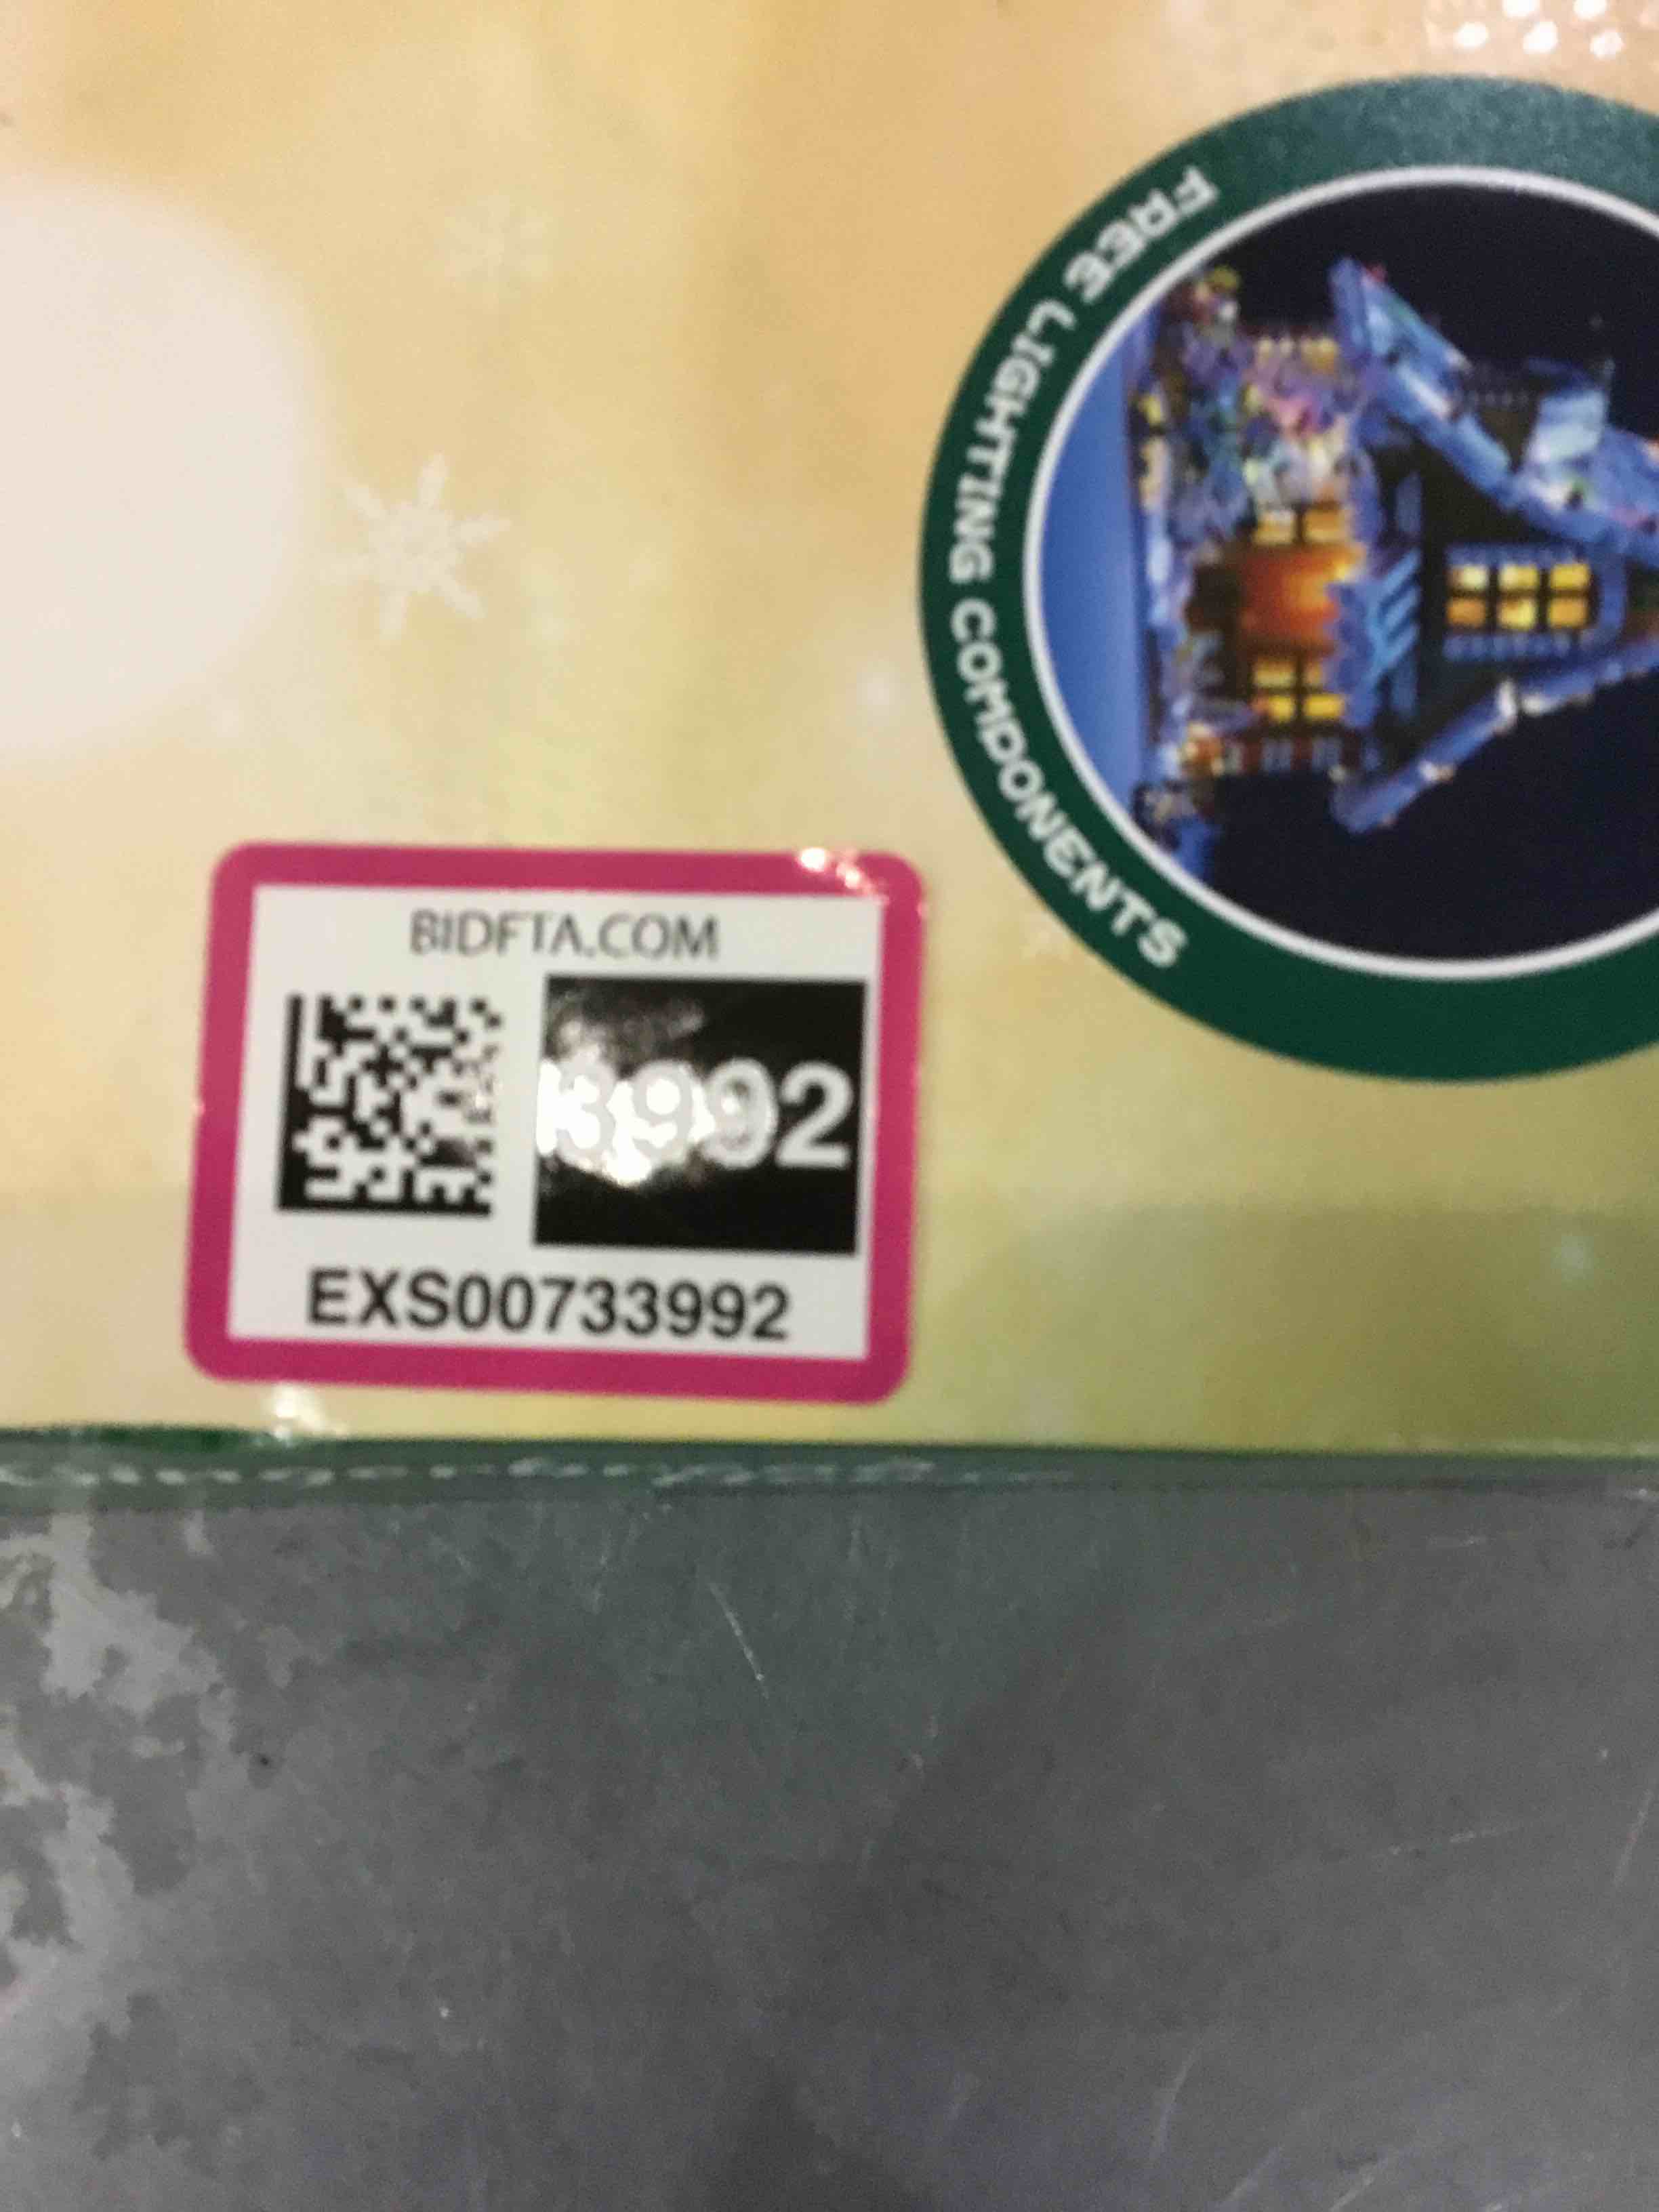 FREE LIGHTING COMPONENTS
BIDFTA.COM
3992
EXS00733992